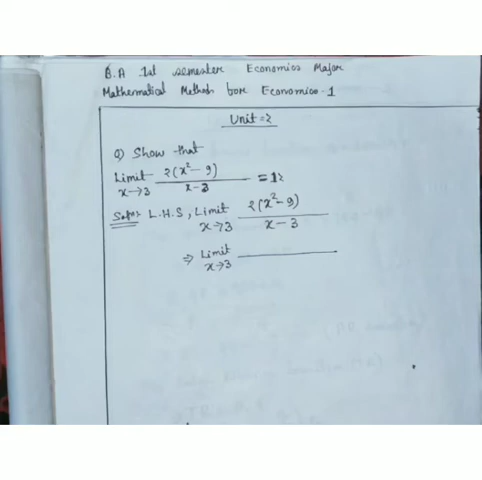 B.A 1st semester Economics Major
Mathematical Methods for Economics-1
Unit=2
Q) Show that
Limit x→3 2(x²-9)/x-3 = 12
L.H.S, Limit x→3 2(x²-9)/x-3
⇒ Limit x→3